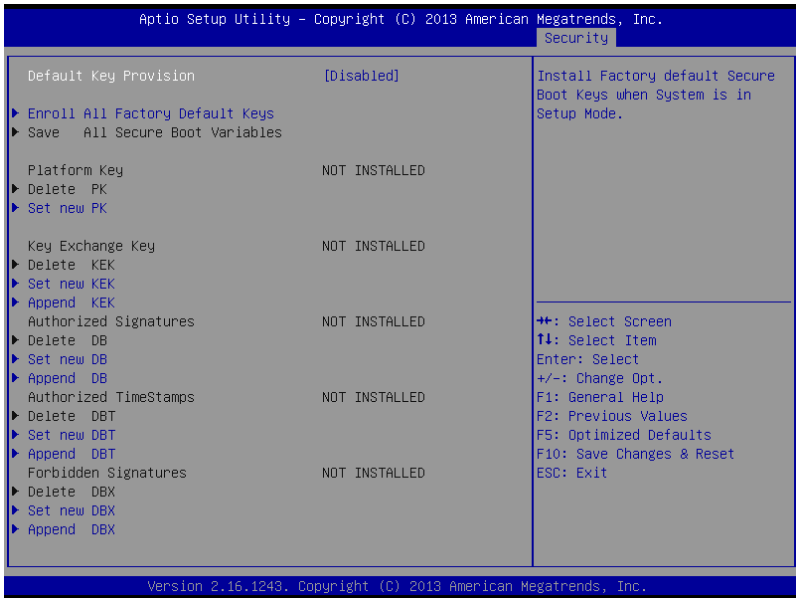 Aptio Setup Utility – Copyright (C) 2013 American Megatrends, Inc.
Security
Default Key Provision [Disabled]
Enroll All Factory Default Keys
Save All Secure Boot Variables
Platform Key NOT INSTALLED
Delete PK
Set new PK
Key Exchange Key NOT INSTALLED
Delete KEK
Set new KEK
Append KEK
Authorized Signatures NOT INSTALLED
Delete DB
Set new DB
Append DB
Authorized TimeStamps NOT INSTALLED
Delete DBT
Set new DBT
Append DBT
Forbidden Signatures NOT INSTALLED
Delete DBX
Set new DBX
Append DBX
Install Factory default Secure
Boot Keys when System is in
Setup Mode.
→←: Select Screen
↑↓: Select Item
Enter: Select
+/-: Change Opt.
F1: General Help
F2: Previous Values
F5: Optimized Defaults
F10: Save Changes & Reset
ESC: Exit
Version 2.16.1243. Copyright (C) 2013 American Megatrends, Inc.